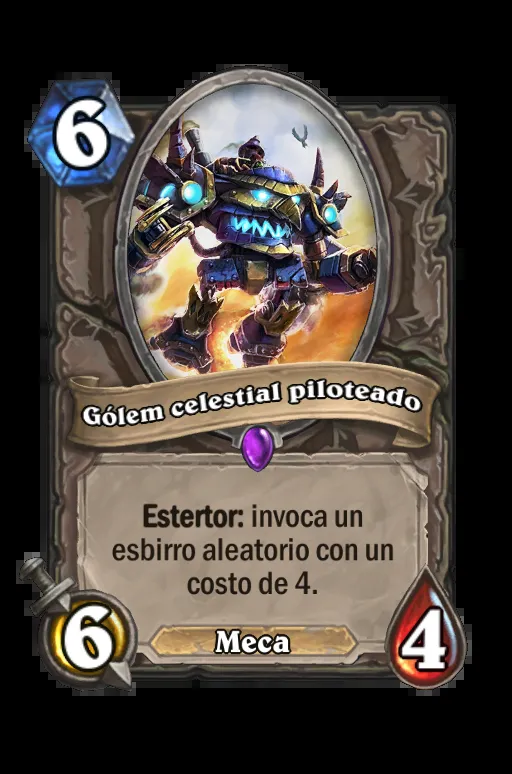 6
Gólem celestial piloteado
Estertor: invoca un
esbirro aleatorio con un
costo de 4.
6
Meca
4